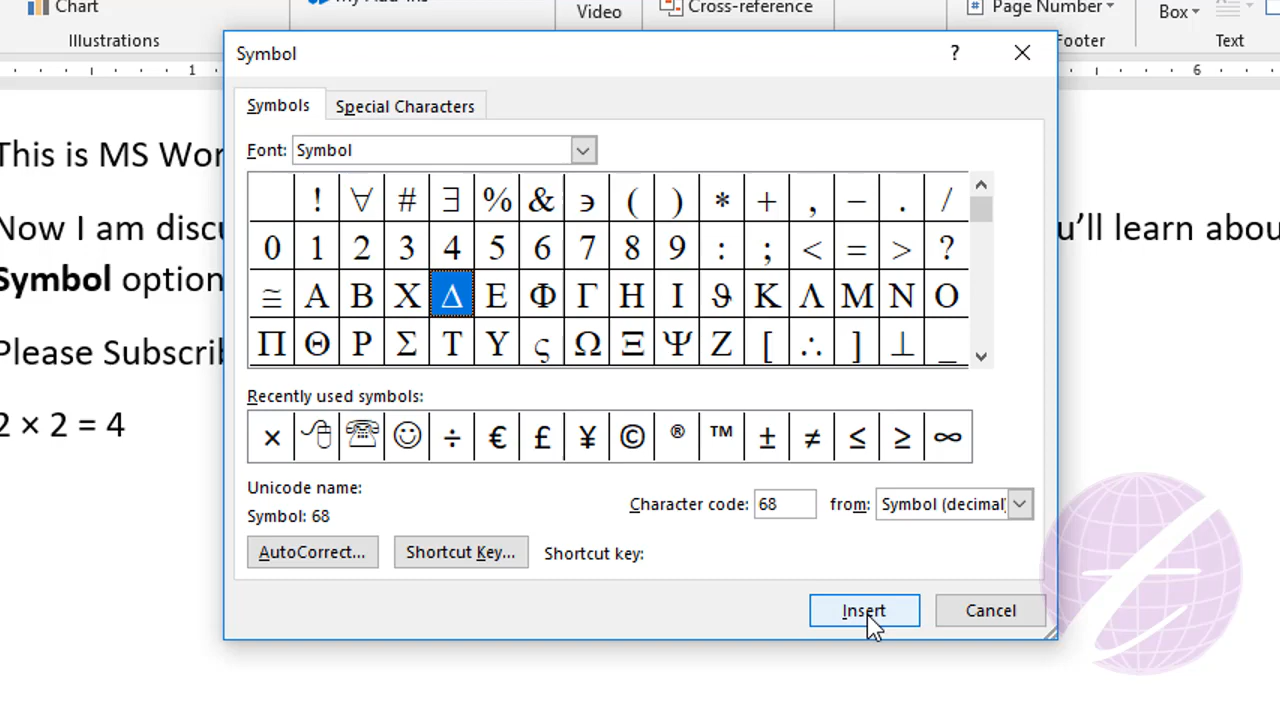 Chart
Video
Cross-reference
Page Number
Box
Illustrations
Footer
Text
Symbol
?
1
6
Symbols
Special Characters
This is MS Wor
Font: Symbol
! ∀ # ∃ % & ∍ ( ) * + , − . /
Now I am discu
0 1 2 3 4 5 6 7 8 9 : ; < = > ?
u'll learn abou
Symbol option
≅ Α Β Χ Δ Ε Φ Γ Η Ι ϑ Κ Λ Μ Ν Ο
Please Subscrib
Π Θ Ρ Σ Τ Υ ς Ω Ξ Ψ Ζ [ ∴ ] ⊥ _
Recently used symbols:
2 × 2 = 4
× 🖰 ☏ ☺ ÷ € £ ¥ © ® ™ ± ≠ ≤ ≥ ∞
Unicode name:
Symbol: 68
Character code: 68 from: Symbol (decimal)
AutoCorrect... Shortcut Key... Shortcut key:
Insert Cancel